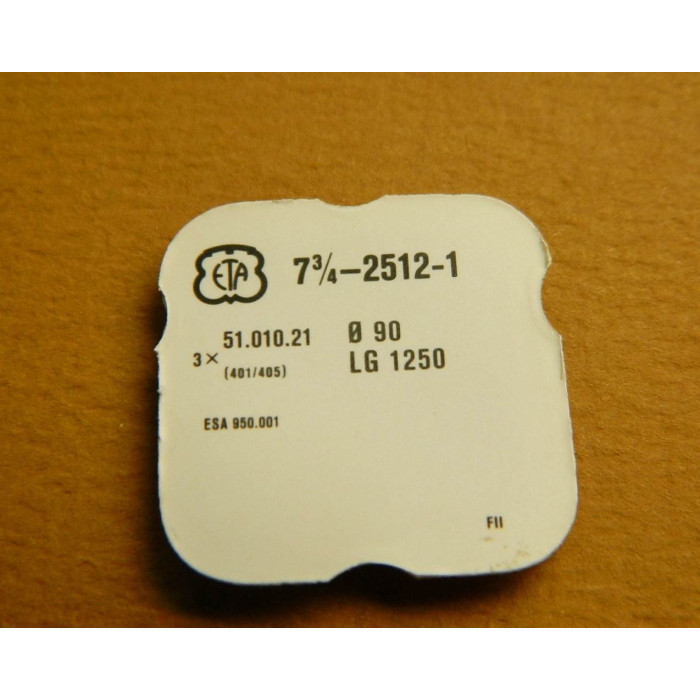 ETA 7¾-2512-1
3× 51.010.21 Ø 90
(401/405) LG 1250
ESA 950.001
FII